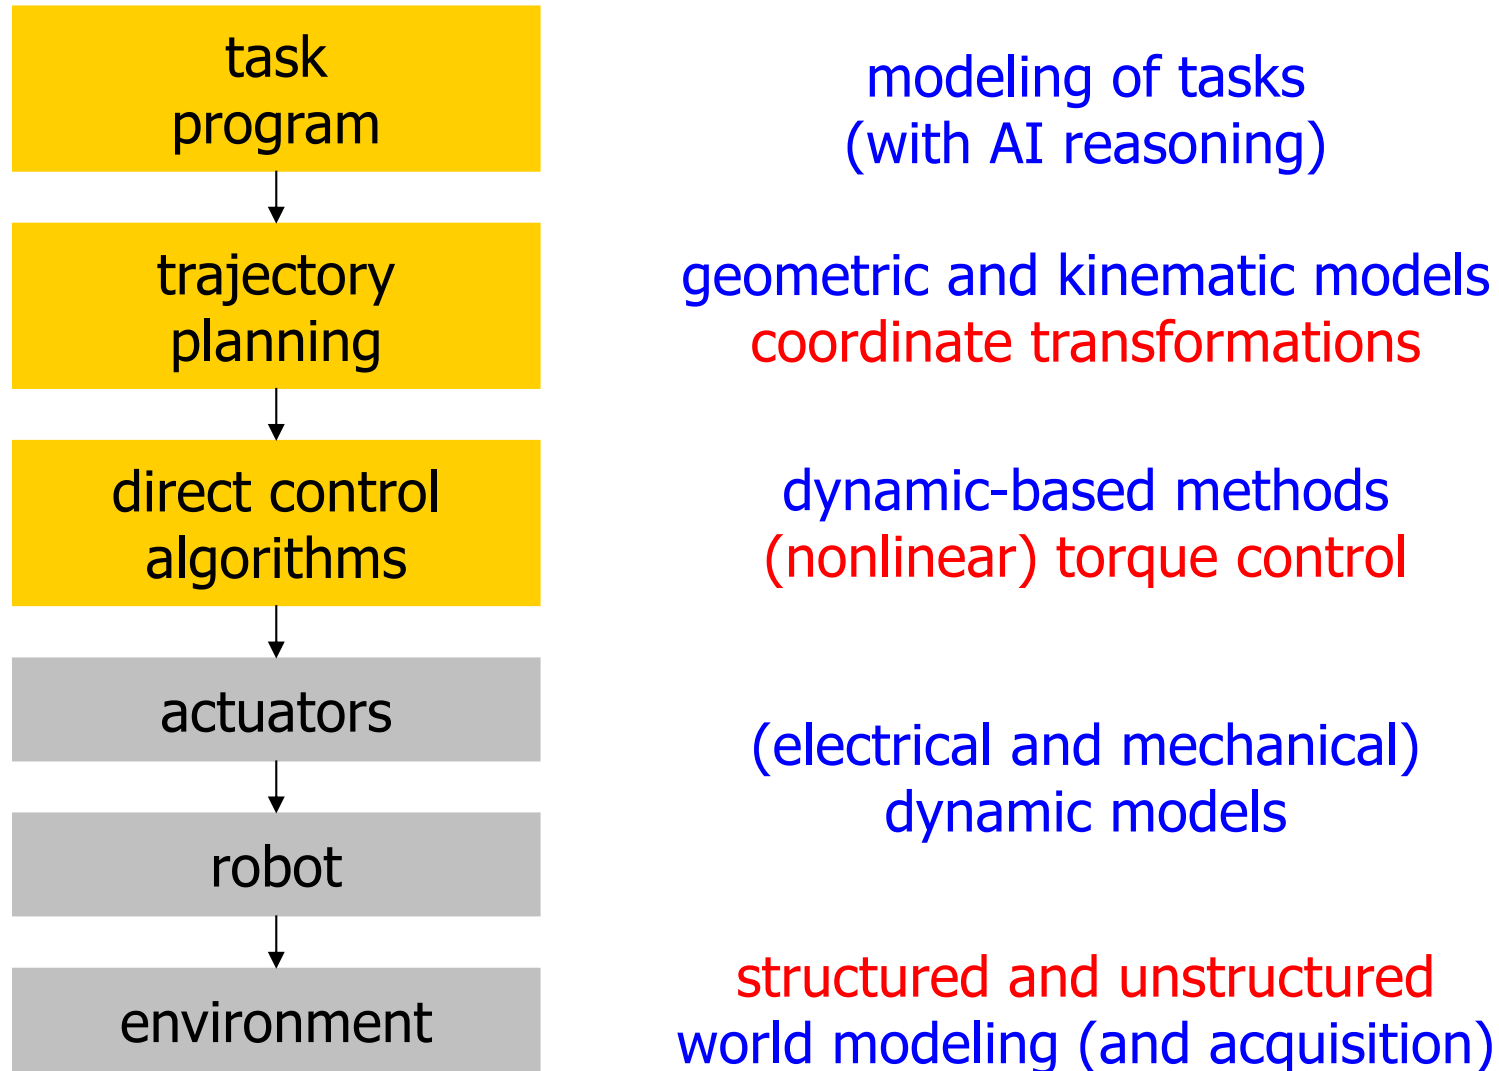 task
program
modeling of tasks
(with AI reasoning)
trajectory
planning
geometric and kinematic models
coordinate transformations
direct control
algorithms
dynamic-based methods
(nonlinear) torque control
actuators
(electrical and mechanical)
dynamic models
robot
environment
structured and unstructured
world modeling (and acquisition)